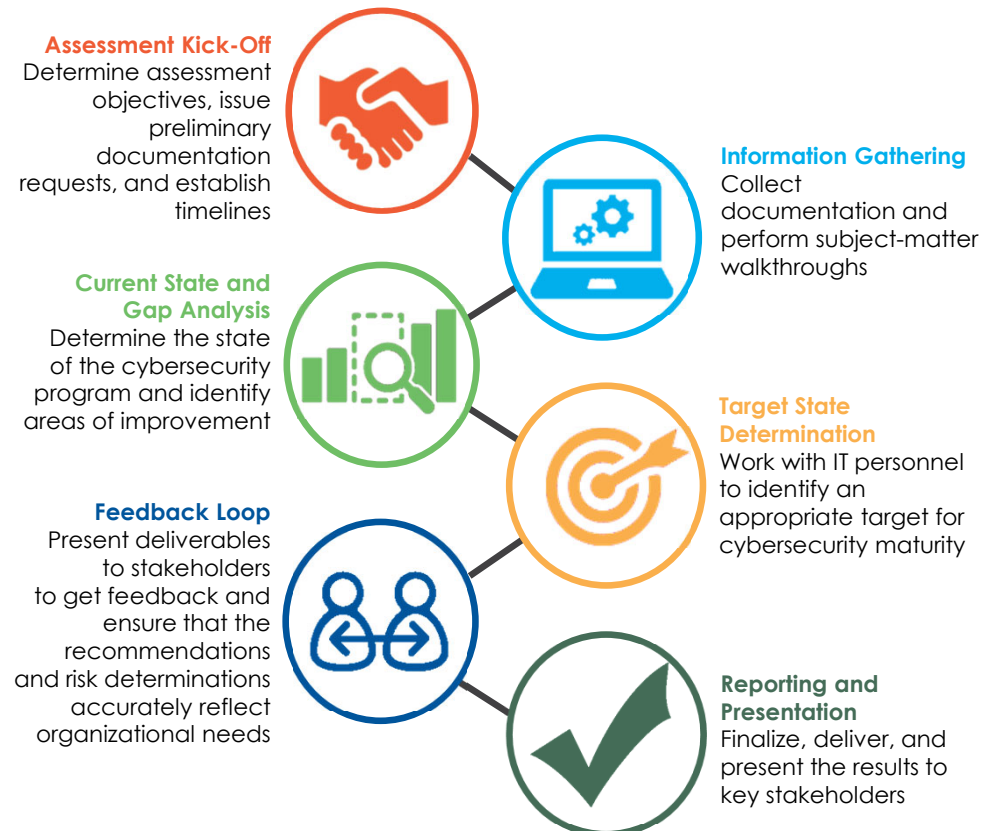 Assessment Kick-Off
Determine assessment
objectives, issue
preliminary
documentation
requests, and establish
timelines
Information Gathering
Collect
documentation and
perform subject-matter
walkthroughs
Current State and
Gap Analysis
Determine the state
of the cybersecurity
program and identify
areas of improvement
Target State
Determination
Work with IT personnel
to identify an
appropriate target for
cybersecurity maturity
Feedback Loop
Present deliverables
to stakeholders
to get feedback and
ensure that the
recommendations
and risk determinations
accurately reflect
organizational needs
Reporting and
Presentation
Finalize, deliver, and
present the results to
key stakeholders